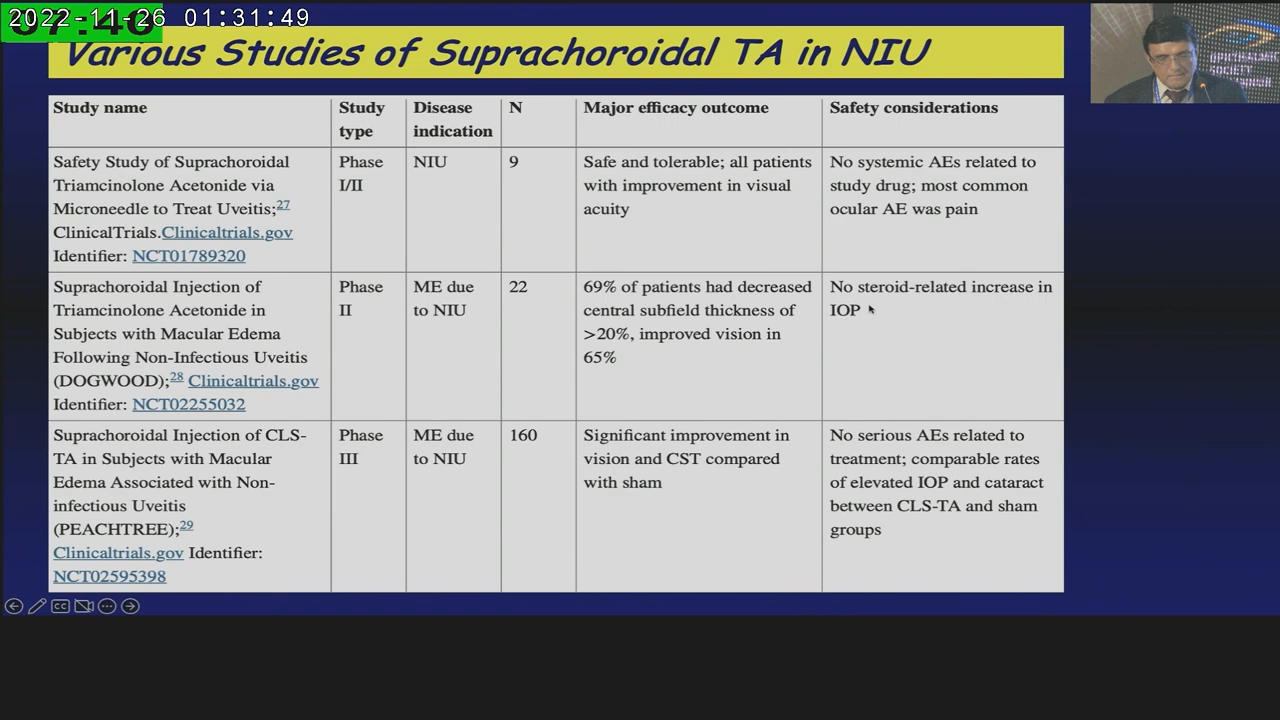 2022-11-26 01:31:49
Various Studies of Suprachoroidal TA in NIU
Study name
Study
type
Disease
indication
N
Major efficacy outcome
Safety considerations
Safety Study of Suprachoroidal
Triamcinolone Acetonide via
Microneedle to Treat Uveitis;27
ClinicalTrials.Clinicaltrials.gov
Identifier: NCT01789320
Phase
I/II
NIU
9
Safe and tolerable; all patients
with improvement in visual
acuity
No systemic AEs related to
study drug; most common
ocular AE was pain
Suprachoroidal Injection of
Triamcinolone Acetonide in
Subjects with Macular Edema
Following Non-Infectious Uveitis
(DOGWOOD);28 Clinicaltrials.gov
Identifier: NCT02255032
Phase
II
ME due
to NIU
22
69% of patients had decreased
central subfield thickness of
>20%, improved vision in
65%
No steroid-related increase in
IOP
Suprachoroidal Injection of CLS-
TA in Subjects with Macular
Edema Associated with Non-
infectious Uveitis
(PEACHTREE);29
Clinicaltrials.gov Identifier:
NCT02595398
Phase
III
ME due
to NIU
160
Significant improvement in
vision and CST compared
with sham
No serious AEs related to
treatment; comparable rates
of elevated IOP and cataract
between CLS-TA and sham
groups
CC